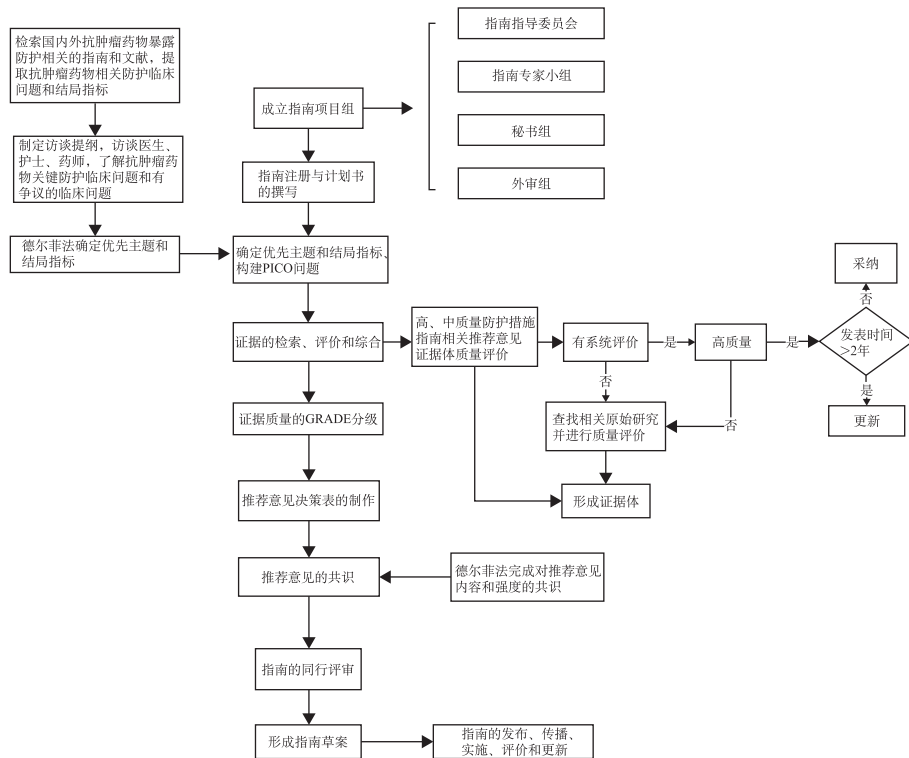 检索国内外抗肿瘤药物暴露
防护相关的指南和文献，提
取抗肿瘤药物相关防护临床
问题和结局指标
制定访谈提纲，访谈医生、
护士、药师，了解抗肿瘤药
物关键防护临床问题和有
争议的临床问题
德尔菲法确定优先主题和
结局指标
成立指南项目组
指南指导委员会
指南专家小组
秘书组
外审组
指南注册与计划书
的撰写
确定优先主题和结局指标、
构建PICO问题
证据的检索、评价和综合
高、中质量防护措施
指南相关推荐意见
证据体质量评价
有系统评价
是
高质量
是
发表时间
>2年
否
采纳
是
更新
否
查找相关原始研究
并进行质量评价
否
形成证据体
证据质量的GRADE分级
推荐意见决策表的制作
推荐意见的共识
德尔菲法完成对推荐意见
内容和强度的共识
指南的同行评审
形成指南草案
指南的发布、传播、
实施、评价和更新